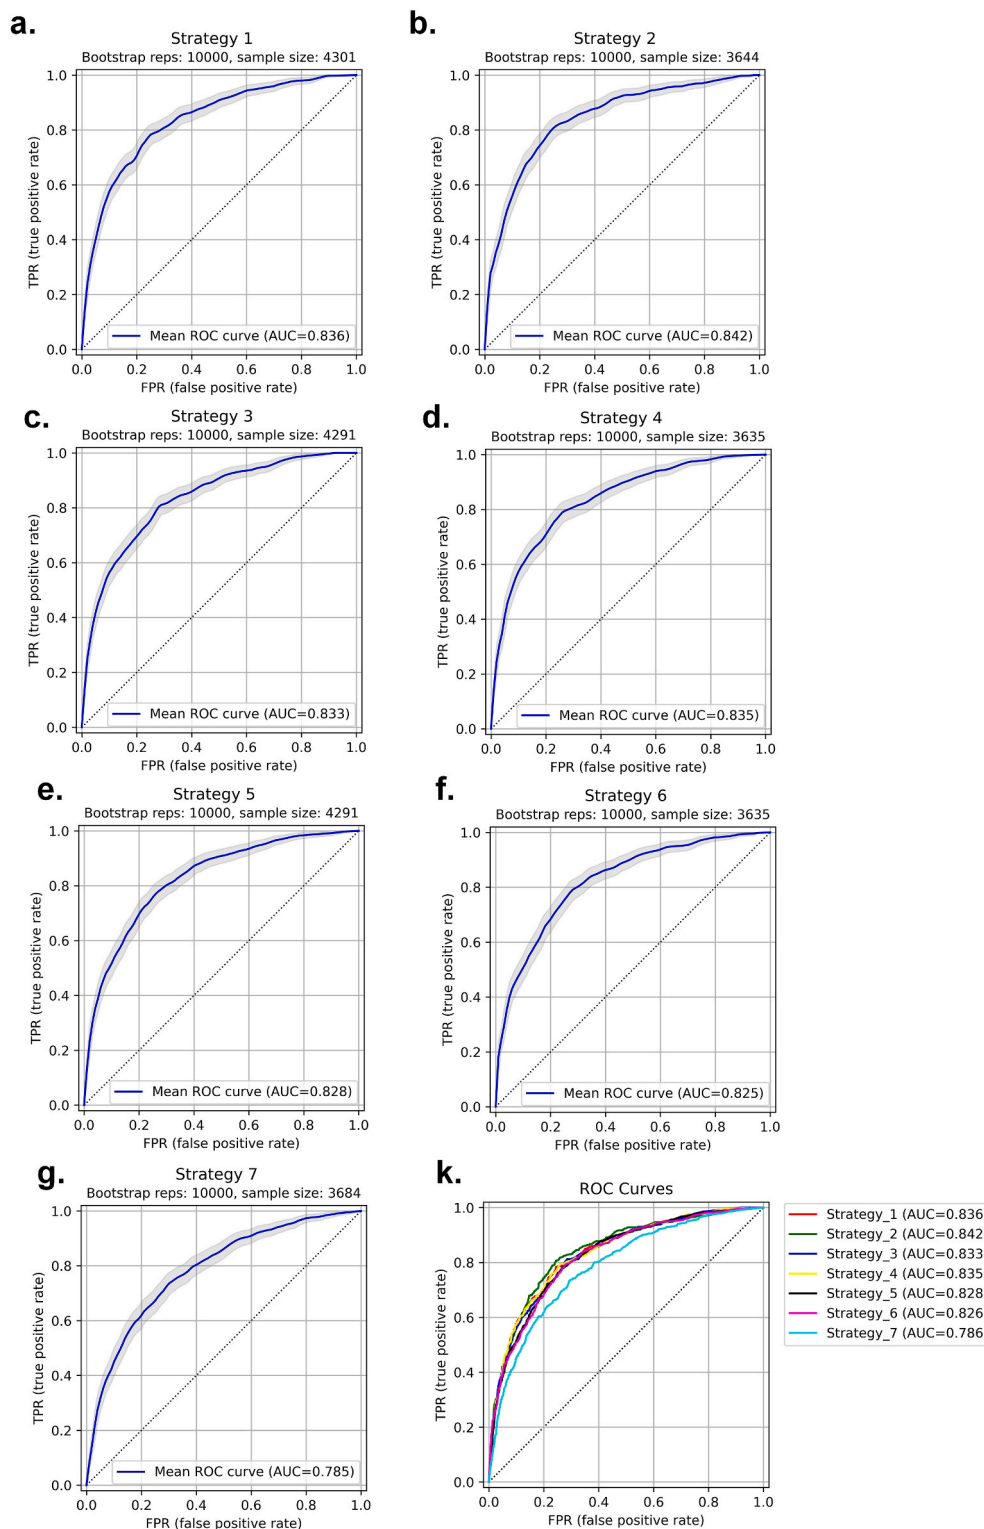 a.
Strategy 1
Bootstrap reps: 10000, sample size: 4301
1.0
0.8
0.6
0.4
0.2
0.0
TPR (true positive rate)
Mean ROC curve (AUC=0.836)
0.0 0.2 0.4 0.6 0.8 1.0
FPR (false positive rate)
b.
Strategy 2
Bootstrap reps: 10000, sample size: 3644
1.0
0.8
0.6
0.4
0.2
0.0
TPR (true positive rate)
Mean ROC curve (AUC=0.842)
0.0 0.2 0.4 0.6 0.8 1.0
FPR (false positive rate)
c.
Strategy 3
Bootstrap reps: 10000, sample size: 4291
1.0
0.8
0.6
0.4
0.2
0.0
TPR (true positive rate)
Mean ROC curve (AUC=0.833)
0.0 0.2 0.4 0.6 0.8 1.0
FPR (false positive rate)
d.
Strategy 4
Bootstrap reps: 10000, sample size: 3635
1.0
0.8
0.6
0.4
0.2
0.0
TPR (true positive rate)
Mean ROC curve (AUC=0.835)
0.0 0.2 0.4 0.6 0.8 1.0
FPR (false positive rate)
e.
Strategy 5
Bootstrap reps: 10000, sample size: 4291
1.0
0.8
0.6
0.4
0.2
0.0
TPR (true positive rate)
Mean ROC curve (AUC=0.828)
0.0 0.2 0.4 0.6 0.8 1.0
FPR (false positive rate)
f.
Strategy 6
Bootstrap reps: 10000, sample size: 3635
1.0
0.8
0.6
0.4
0.2
0.0
TPR (true positive rate)
Mean ROC curve (AUC=0.825)
0.0 0.2 0.4 0.6 0.8 1.0
FPR (false positive rate)
g.
Strategy 7
Bootstrap reps: 10000, sample size: 3684
1.0
0.8
0.6
0.4
0.2
0.0
TPR (true positive rate)
Mean ROC curve (AUC=0.785)
0.0 0.2 0.4 0.6 0.8 1.0
FPR (false positive rate)
k.
ROC Curves
1.0
0.8
0.6
0.4
0.2
0.0
TPR (true positive rate)
0.0 0.2 0.4 0.6 0.8 1.0
FPR (false positive rate)
Strategy_1 (AUC=0.836
Strategy_2 (AUC=0.842
Strategy_3 (AUC=0.833
Strategy_4 (AUC=0.835
Strategy_5 (AUC=0.828
Strategy_6 (AUC=0.826
Strategy_7 (AUC=0.786